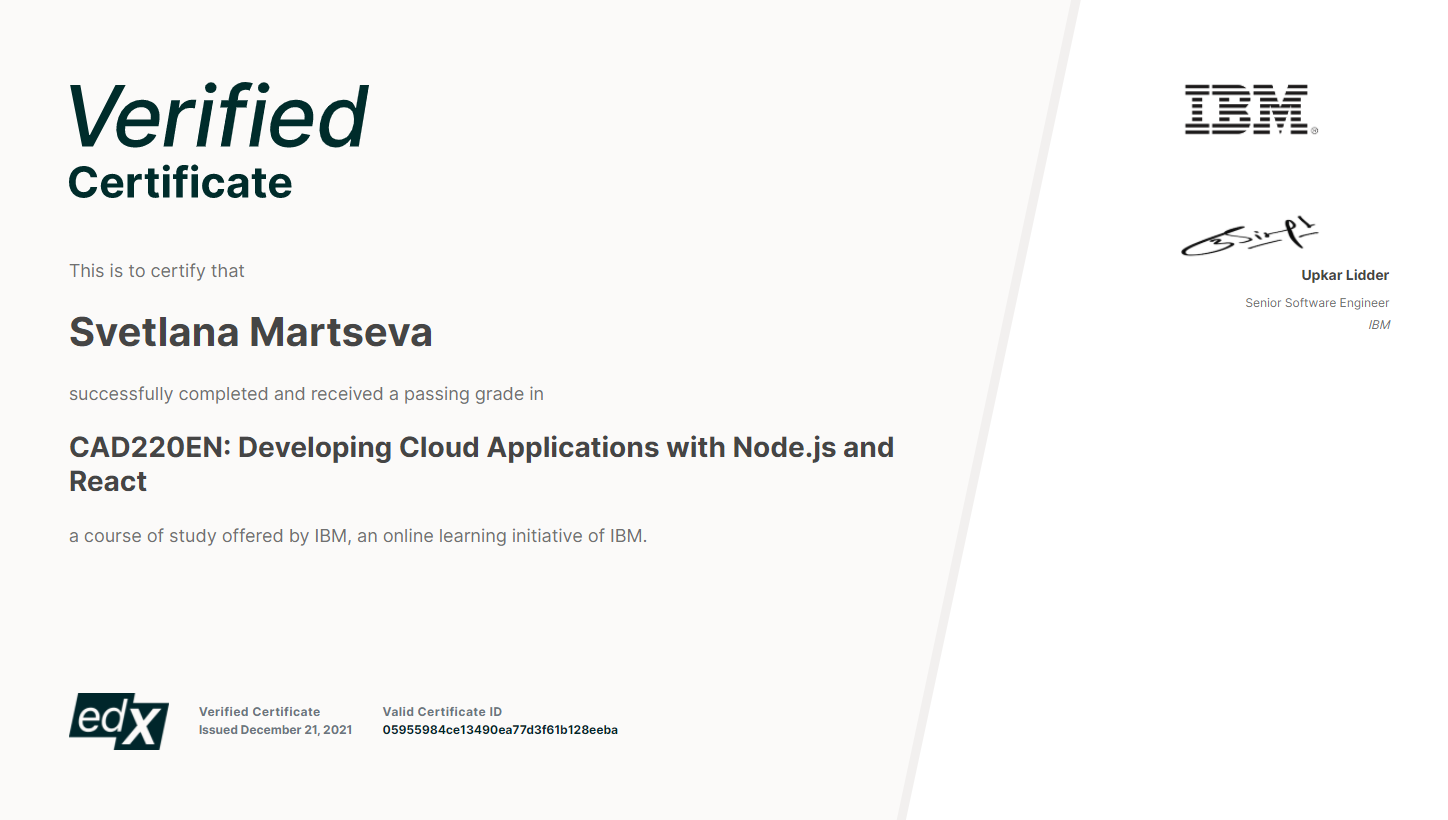 Verified
Certificate
This is to certify that
Svetlana Martseva
successfully completed and received a passing grade in
CAD220EN: Developing Cloud Applications with Node.js and
React
a course of study offered by IBM, an online learning initiative of IBM.
edX
Verified Certificate
Issued December 21, 2021
Valid Certificate ID
05955984ce13490ea77d3f61b128eeba
IBM®
Upkar Lidder
Senior Software Engineer
IBM